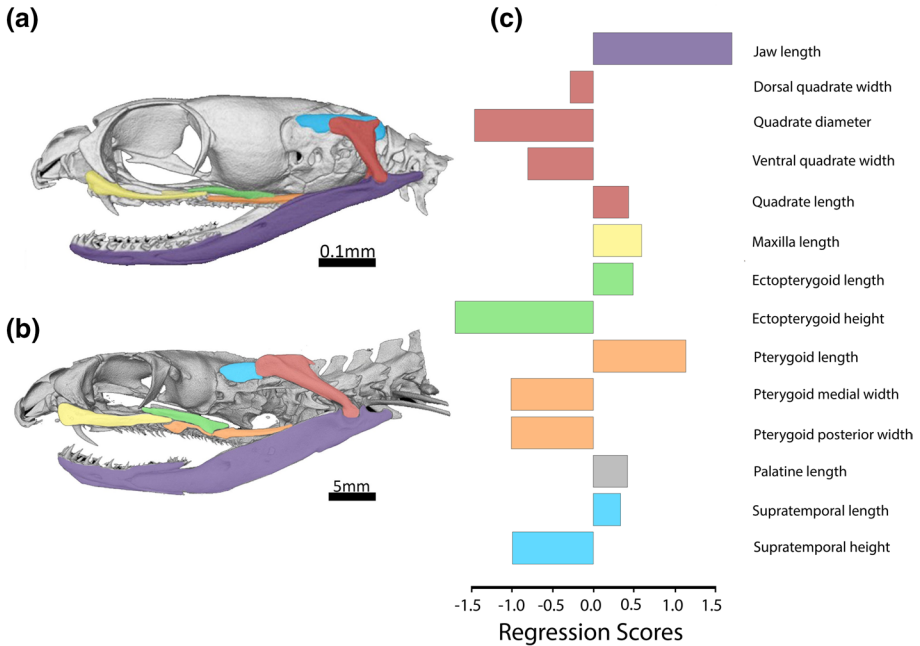 (a)
0.1mm
(b)
5mm
(c)
Jaw length
Dorsal quadrate width
Quadrate diameter
Ventral quadrate width
Quadrate length
Maxilla length
Ectopterygoid length
Ectopterygoid height
Pterygoid length
Pterygoid medial width
Pterygoid posterior width
Palatine length
Supratemporal length
Supratemporal height
-1.5 -1.0 -0.5 0.0 0.5 1.0 1.5
Regression Scores